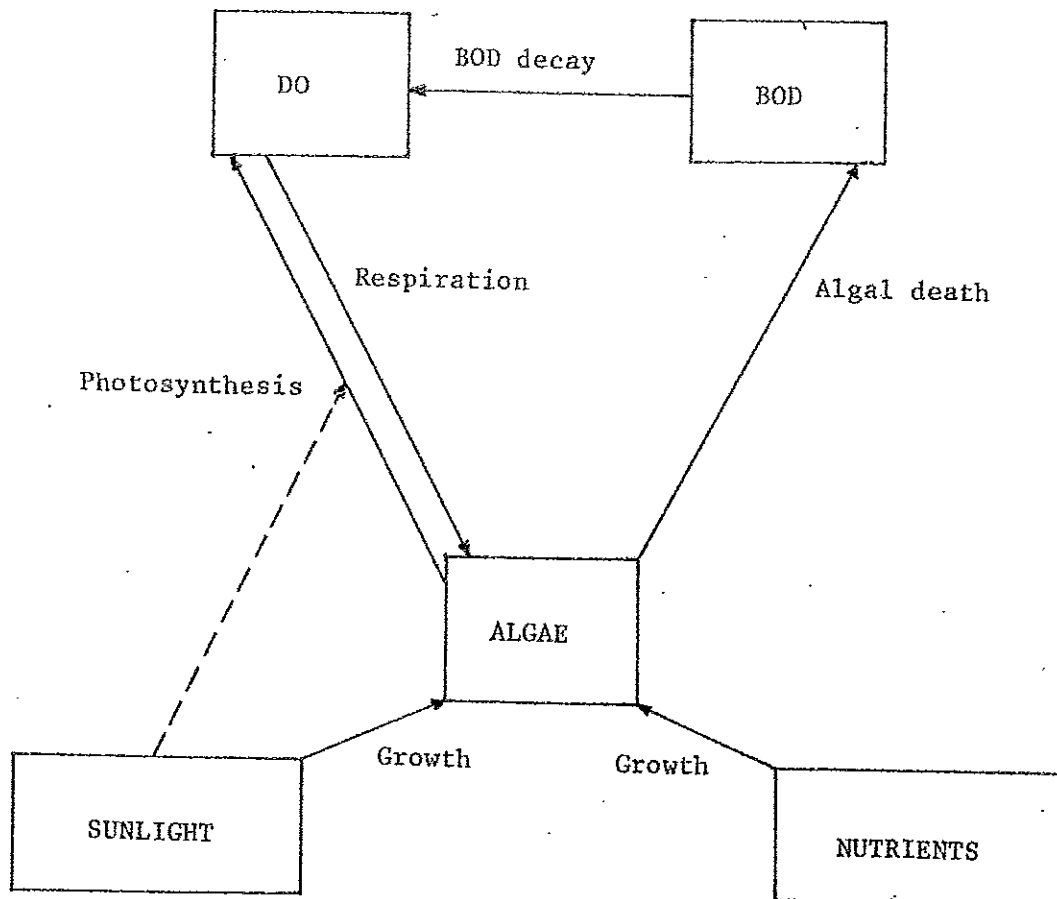 BOD decay
DO
BOD
Respiration
Algal death
Photosynthesis
ALGAE
Growth
Growth
SUNLIGHT
NUTRIENTS